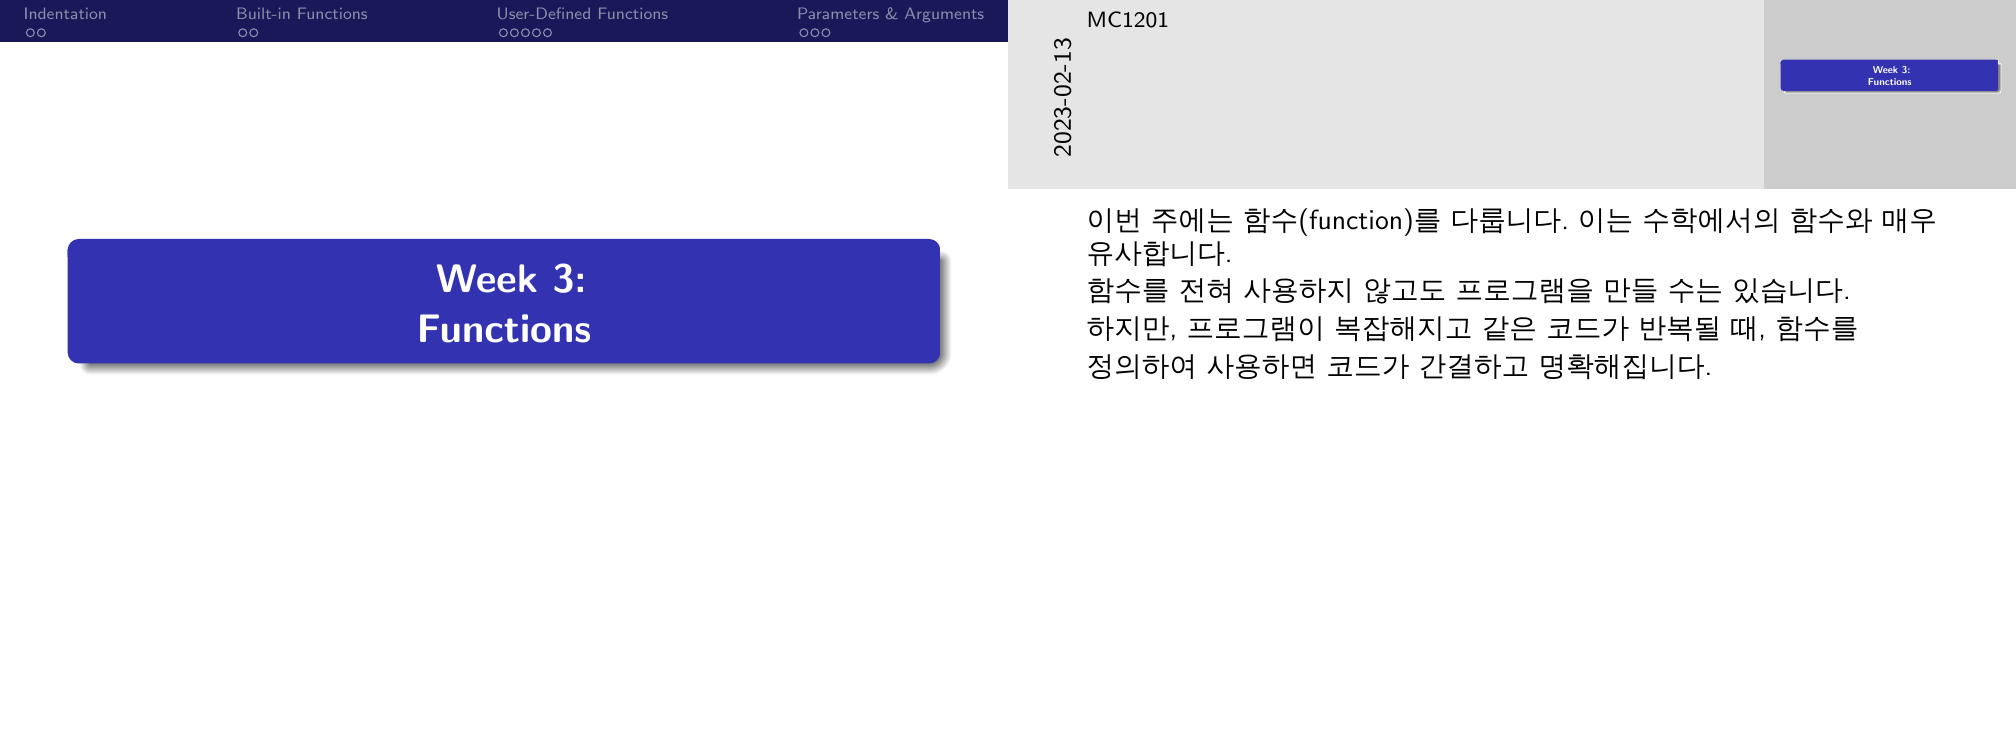 Indentation
Built-in Functions
User-Defined Functions
Parameters & Arguments
Week 3:
Functions
MC1201
2023-02-13
Week 3:
Functions
이번 주에는 함수(function)를 다룹니다. 이는 수학에서의 함수와 매우
유사합니다.
함수를 전혀 사용하지 않고도 프로그램을 만들 수는 있습니다.
하지만, 프로그램이 복잡해지고 같은 코드가 반복될 때, 함수를
정의하여 사용하면 코드가 간결하고 명확해집니다.